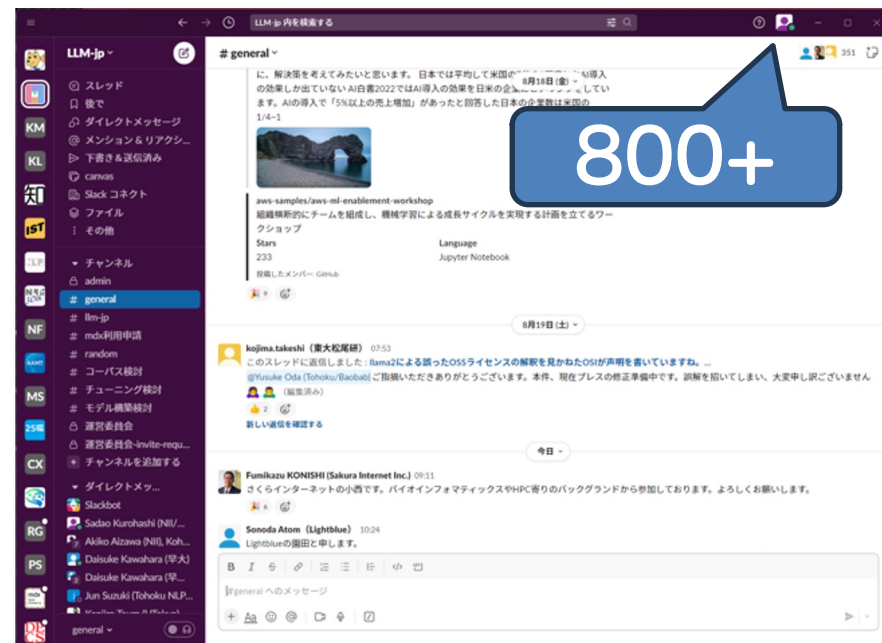 LLM-jp 内を検索する
LLM-jp
# general
351
KM
KL
知
IST
NF
MS
CX
RG
PS
スレッド
後で
ダイレクトメッセージ
メンション & リアクシ...
下書き & 送信済み
canvas
Slack コネクト
ファイル
その他
チャンネル
admin
# general
# llm-jp
# mdx利用申請
# random
# コーパス検討
# チューニング検討
# モデル構築検討
運営委員会
運営委員会-invite-requ...
チャンネルを追加する
ダイレクトメッ...
Slackbot
Sadao Kurohashi (NII/...
Akiko Aizawa (NII), Koh...
Daisuke Kawahara (早大)
Daisuke Kawahara (早...
Jun Suzuki (Tohoku NLP...
general
に、解決策を考えてみたいと思います。 日本では平均して米国の
の効果しか出ていない AI白書2022ではAI導入の効果を日米の企
ます。AIの導入で「5%以上の売上増加」があったと回答した日本の企業数は米国の
1/4~1
8月18日 (金)
800+
aws-samples/aws-ml-enablement-workshop
組織横断的にチームを組成し、機械学習による成長サイクルを実現する計画を立てるワー
クショップ
Stars
Language
233
Jupyter Notebook
投稿したメンバー: GitHub
9
8月19日 (土)
kojima.takeshi（東大松尾研） 07:53
このスレッドに返信しました : llama2による誤ったOSSライセンスの解釈を見かねたOSIが声明を書いていますね。...
@Yusuke Oda (Tohoku/Baobab) ご指摘いただきありがとうございます。本件、現在プレスの修正準備中です。誤解を招いてしまい、大変申し訳ございません
（編集済み）
2
新しい返信を確認する
今日
Fumikazu KONISHI (Sakura Internet Inc.) 09:11
さくらインターネットの小西です。バイオインフォマティックスやHPC寄りのバックグランドから参加しております。よろしくお願いします。
6
Sonoda Atom（Lightblue） 10:24
Lightblueの園田と申します。
#general へのメッセージ